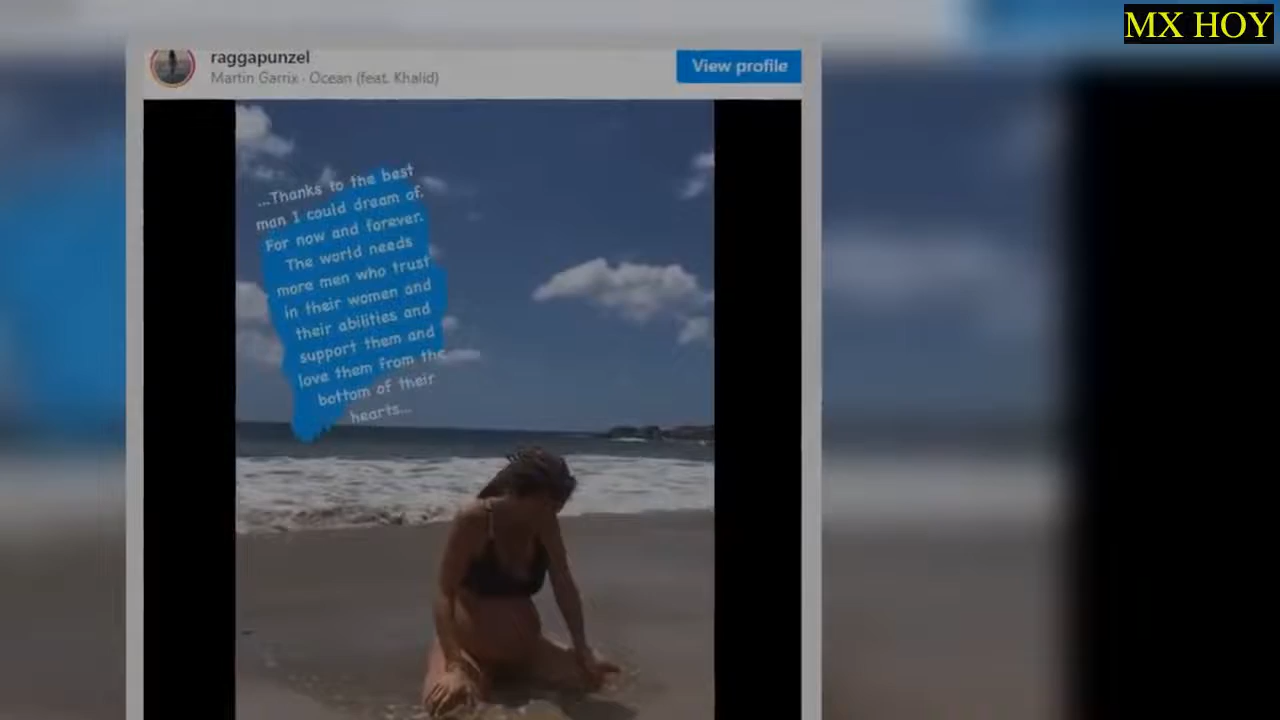 MX HOY
raggapunzel
Martin Garrix · Ocean (feat. Khalid)
View profile
...Thanks to the best
man I could dream of.
For now and forever.
The world needs
more men who trust
in their women and
their abilities and
support them and
love them from the
bottom of their
hearts...